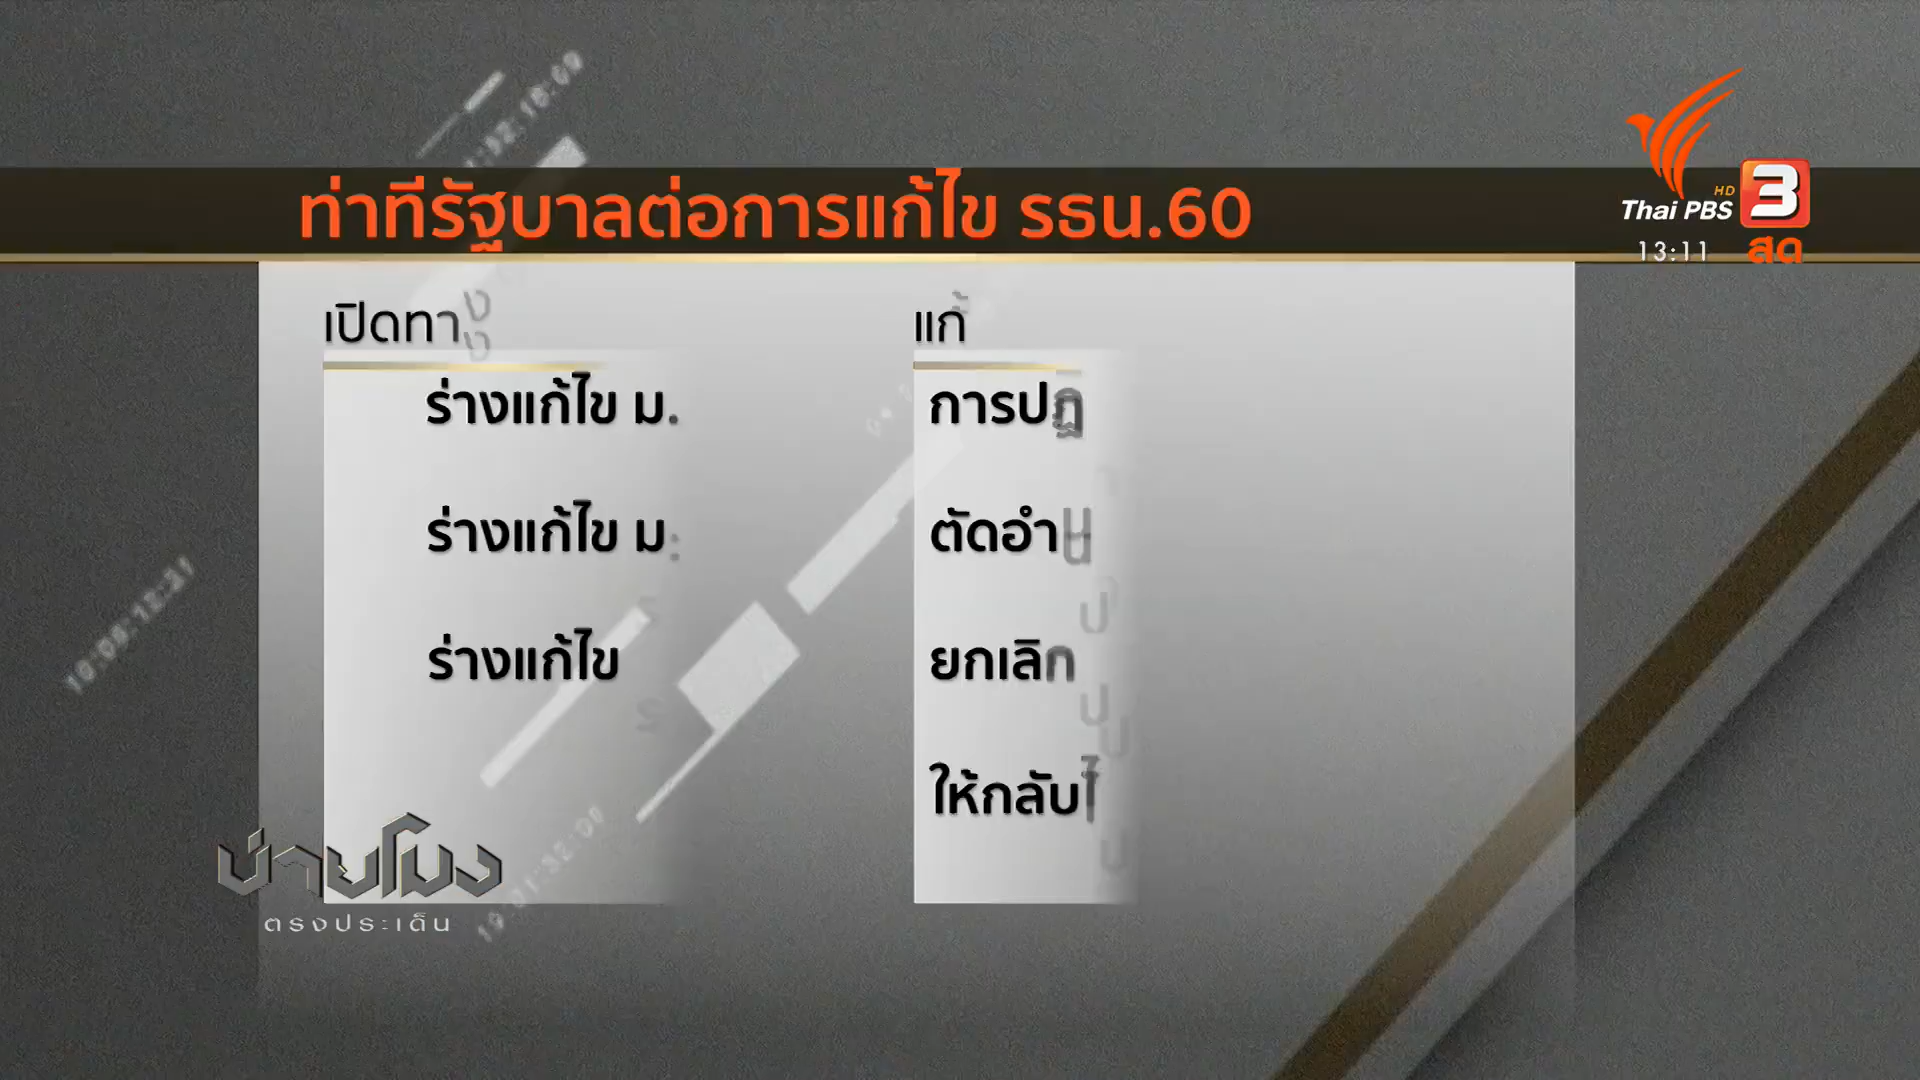 ท่าทีรัฐบาลต่อการแก้ไข รธน.60
HD
Thai PBS 3
13:11 สด
เปิดทาง
ร่างแก้ไข ม.
ร่างแก้ไข ม
ร่างแก้ไข
แก้
การปฏ
ตัดอำน
ยกเลิก
ให้กลับไ
บ่ายโมง
ตรงประเด็น